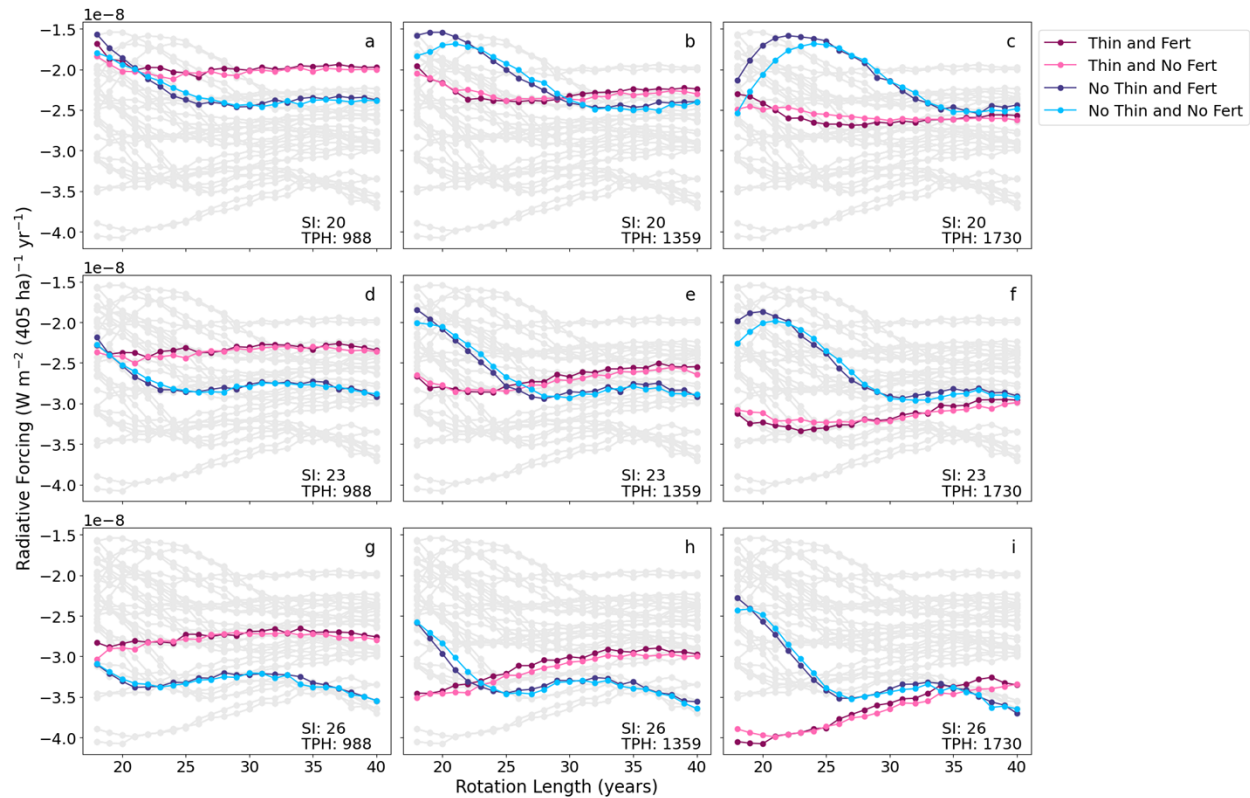 1e−8
a
b
c
Thin and Fert
Thin and No Fert
No Thin and Fert
No Thin and No Fert
−1.5
−2.0
−2.5
−3.0
−3.5
−4.0
SI: 20
TPH: 988
SI: 20
TPH: 1359
SI: 20
TPH: 1730
Radiative Forcing (W m−2 (405 ha)−1 yr−1)
1e−8
d
e
f
−1.5
−2.0
−2.5
−3.0
−3.5
−4.0
SI: 23
TPH: 988
SI: 23
TPH: 1359
SI: 23
TPH: 1730
1e−8
g
h
i
−1.5
−2.0
−2.5
−3.0
−3.5
−4.0
SI: 26
TPH: 988
SI: 26
TPH: 1359
SI: 26
TPH: 1730
20 25 30 35 40
20 25 30 35 40
20 25 30 35 40
Rotation Length (years)